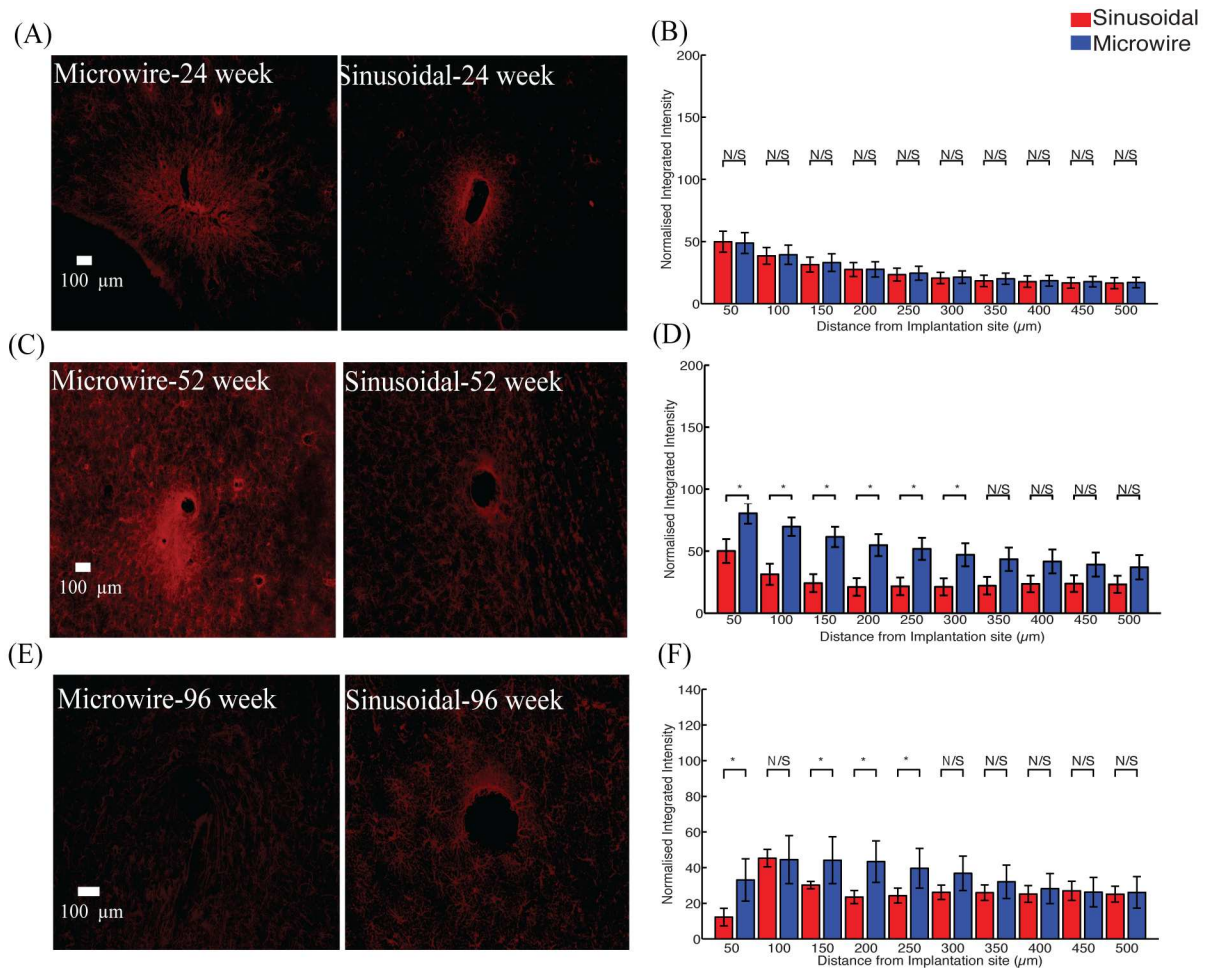 Sinusoidal
Microwire
(A)
Microwire-24 week
Sinusoidal-24 week
100 µm
(B)
200
150
100
50
0
Normalised Integrated Intensity
N/S N/S N/S N/S N/S N/S N/S N/S N/S N/S
50 100 150 200 250 300 350 400 450 500
Distance from Implantation site (µm)
(C)
Microwire-52 week
Sinusoidal-52 week
100 µm
(D)
200
150
100
50
0
Normalised Integrated Intensity
* * * * * * N/S N/S N/S N/S
50 100 150 200 250 300 350 400 450 500
Distance from Implantation site (µm)
(E)
Microwire-96 week
Sinusoidal-96 week
100 µm
(F)
140
120
100
80
60
40
20
0
Normalised Integrated Intensity
* N/S * * * N/S N/S N/S N/S N/S
50 100 150 200 250 300 350 400 450 500
Distance from Implantation site (µm)